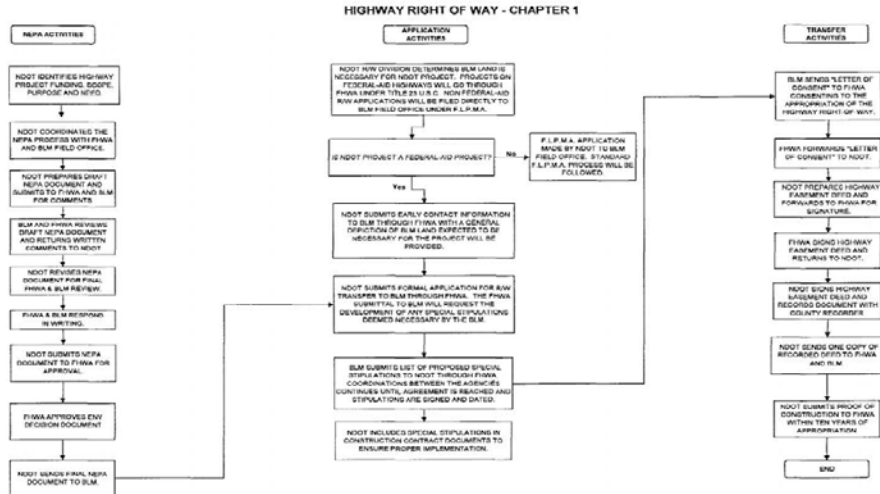 HIGHWAY RIGHT OF WAY - CHAPTER 1
NEPA ACTIVITIES
NDOT IDENTIFIES HIGHWAY
PROJECT FUNDING, SCOPE,
PURPOSE AND NEED.
NDOT COORDINATED THE
NEPA PROCESS WITH FHWA
AND BLM FIELD OFFICE.
NDOT PREPARES DRAFT
NEPA DOCUMENT AND
SUBMITS TO FHWA AND BLM
FOR COMMENTS
BLM AND FHWA REVIEWS
DRAFT NEPA DOCUMENT
AND RETURNS WRITTEN
COMMENTS TO NDOT
NDOT REVISES NEPA
DOCUMENT FOR FINAL
FHWA & BLM REVIEW.
FHWA & BLM RESPOND
IN WRITING.
NDOT SUBMITS NEPA
DOCUMENT TO FHWA FOR
APPROVAL
FHWA APPROVES ENV
DECISION DOCUMENT
NDOT SENDS FINAL NEPA
DOCUMENT TO BLM.
APPLICATION
ACTIVITIES
NDOT R/W DIVISION DETERMINES BLM LAND IS
NECESSARY FOR NDOT PROJECT. PROJECTS ON
FEDERAL-AID HIGHWAYS WILL GO THROUGH
FHWA UNDER TITLE 23 U.S.C. NON FEDERAL-AID
R/W APPLICATIONS WILL BE FILED DIRECTLY TO
BLM FIELD OFFICE UNDER F.L.P.M.A.
IS NDOT PROJECT A FEDERAL-AID PROJECT?
No
F.L.P.M.A. APPLICATION
MADE BY NDOT TO BLM
FIELD OFFICE. STANDARD
F.L.P.M.A. PROCESS WILL BE
FOLLOWED.
Yes
NDOT SUBMITS EARLY CONTACT INFORMATION
TO BLM THROUGH FHWA WITH A GENERAL
DEPICTION OF BLM LAND EXPECTED TO BE
NECESSARY FOR THE PROJECT WILL BE
PROVIDED.
NDOT SUBMITS FORMAL APPLICATION FOR R/W
TRANSFER TO BLM THROUGH FHWA. THE FHWA
SUBMITTAL TO BLM WILL REQUEST THE
DEVELOPMENT OF ANY SPECIAL STIPULATIONS
DEEMED NECESSARY BY THE BLM.
BLM SUBMITS LIST OF PROPOSED SPECIAL
STIPULATIONS TO NDOT THROUGH FHWA
COORDINATIONS BETWEEN THE AGENCIES
CONTINUES UNTIL AGREEMENT IS REACHED AND
STIPULATIONS ARE SIGNED AND DATED.
NDOT INCLUDES SPECIAL STIPULATIONS IN
CONSTRUCTION CONTRACT DOCUMENTS TO
ENSURE PROPER IMPLEMENTATION.
TRANSFER
ACTIVITIES
BLM SENDS "LETTER OF
CONSENT" TO FHWA
CONSENTING TO THE
APPROPRIATION OF THE
HIGHWAY RIGHT OF WAY.
FHWA FORWARDS "LETTER
OF CONSENT" TO NDOT.
NDOT PREPARES HIGHWAY
EASEMENT DEED AND
FORWARDS TO FHWA FOR
SIGNATURE.
FHWA SIGNS HIGHWAY
EASEMENT DEED AND
RETURNS TO NDOT.
NDOT SIGNS HIGHWAY
EASEMENT DEED AND
RECORDS DOCUMENT WITH
COUNTY RECORDER
NDOT SENDS ONE COPY OF
RECORDED DEED TO FHWA
AND BLM.
NDOT SUBMITS PROOF OF
CONSTRUCTION TO FHWA
WITHIN TEN YEARS OF
APPROPRIATION
END